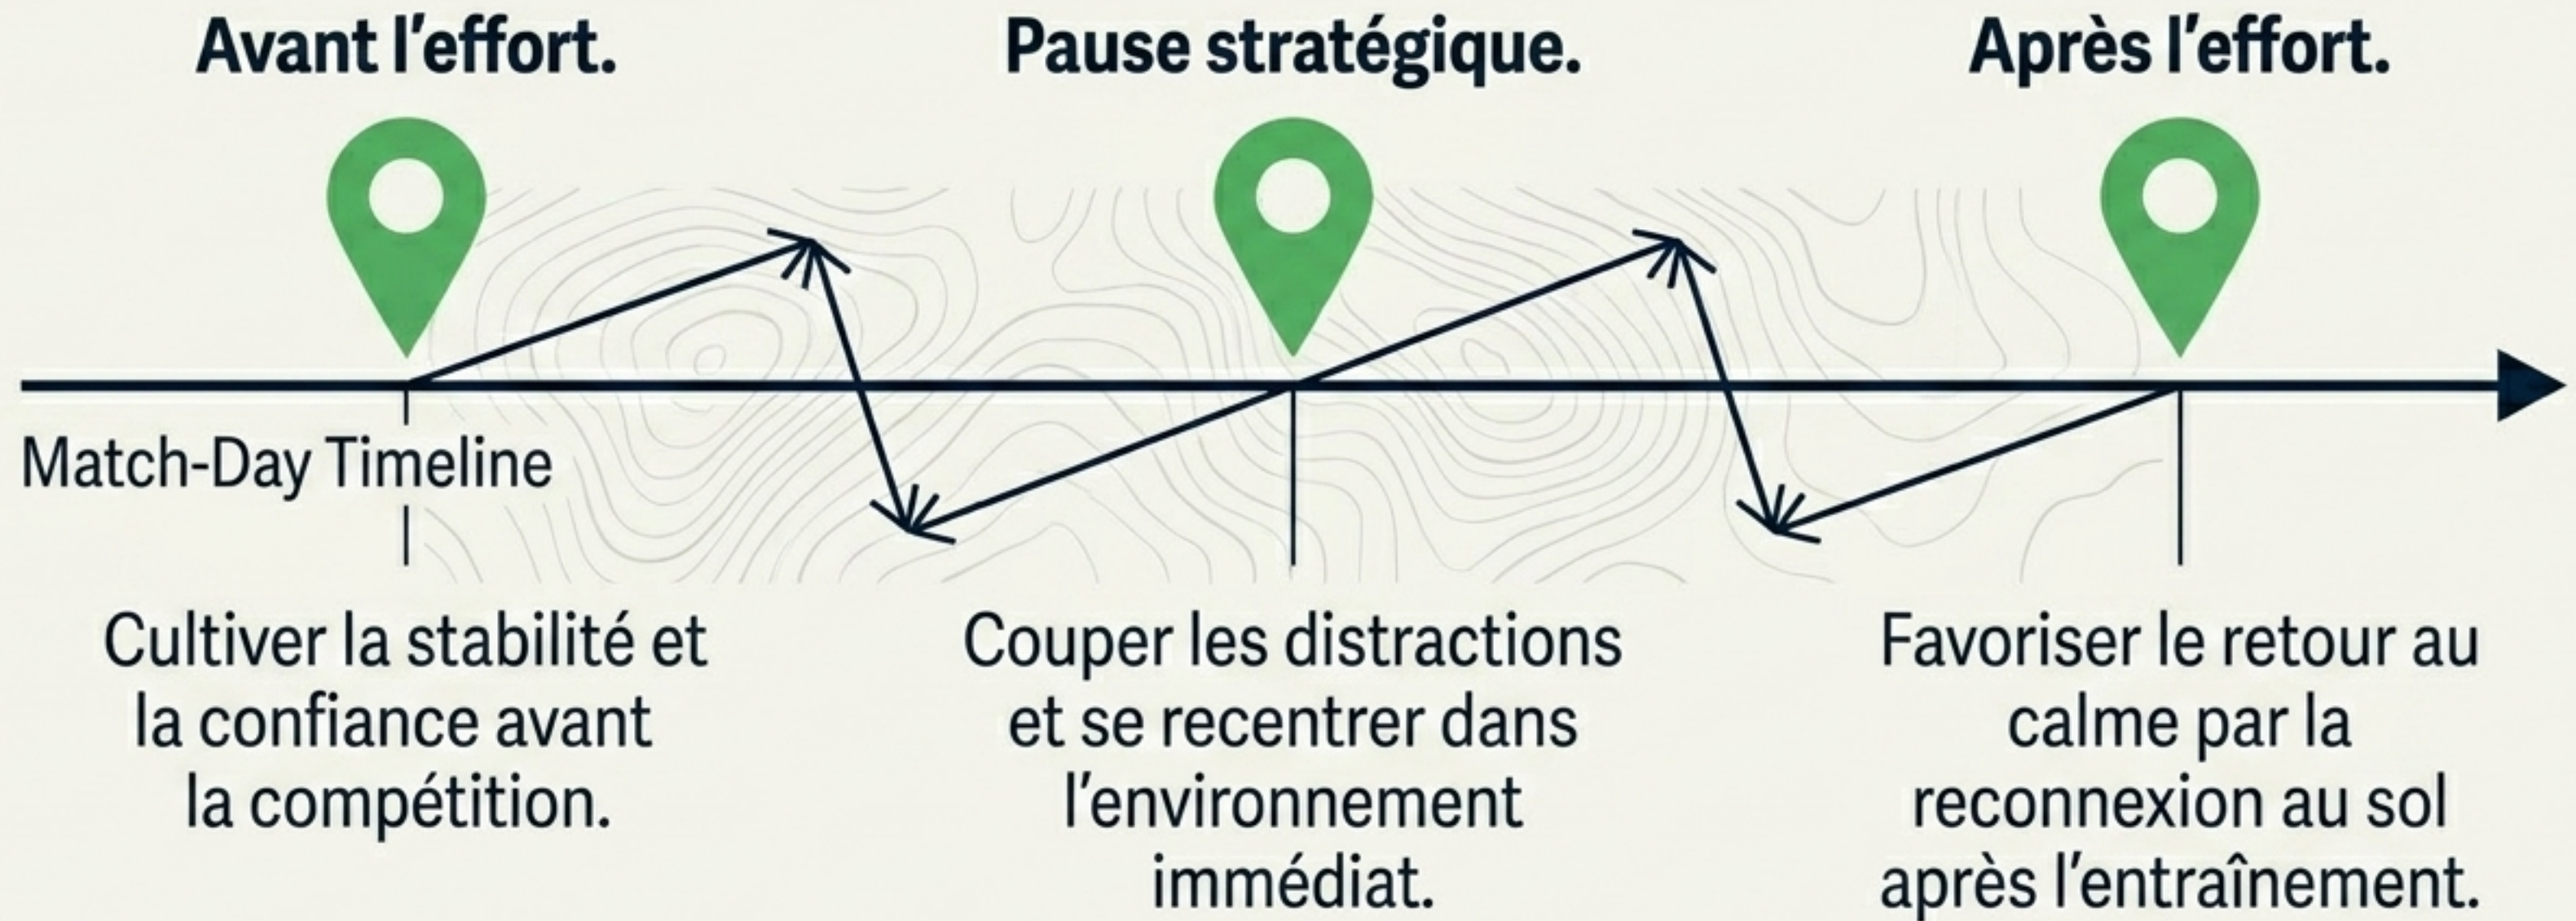 Avant l'effort.
Pause stratégique.
Après l'effort.
Match-Day Timeline
Cultiver la stabilité et
la confiance avant
la compétition.
Couper les distractions
et se recentrer dans
l'environnement
immédiat.
Favoriser le retour au
calme par la
reconnexion au sol
après l'entraînement.